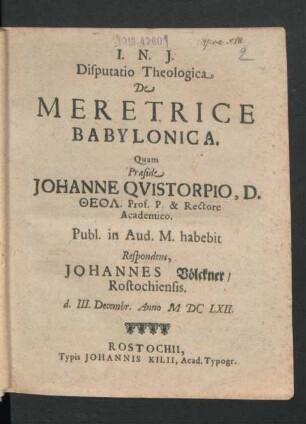 I. N. J.
Disputatio Theologica
De
MERETRICE
BABYLONICA.
Quam
Præside
JOHANNE QVISTORPIO, D.
ΘΕΟΛ. Prof. P. & Rectore
Academico.
Publ. in Aud. M. habebit
Respondens,
JOHANNES Völckner/
Rostochiensis.
d. III. Decembr. Anno M DC LXII.
ROSTOCHII,
Typis JOHANNIS KILII, Acad. Typogr.